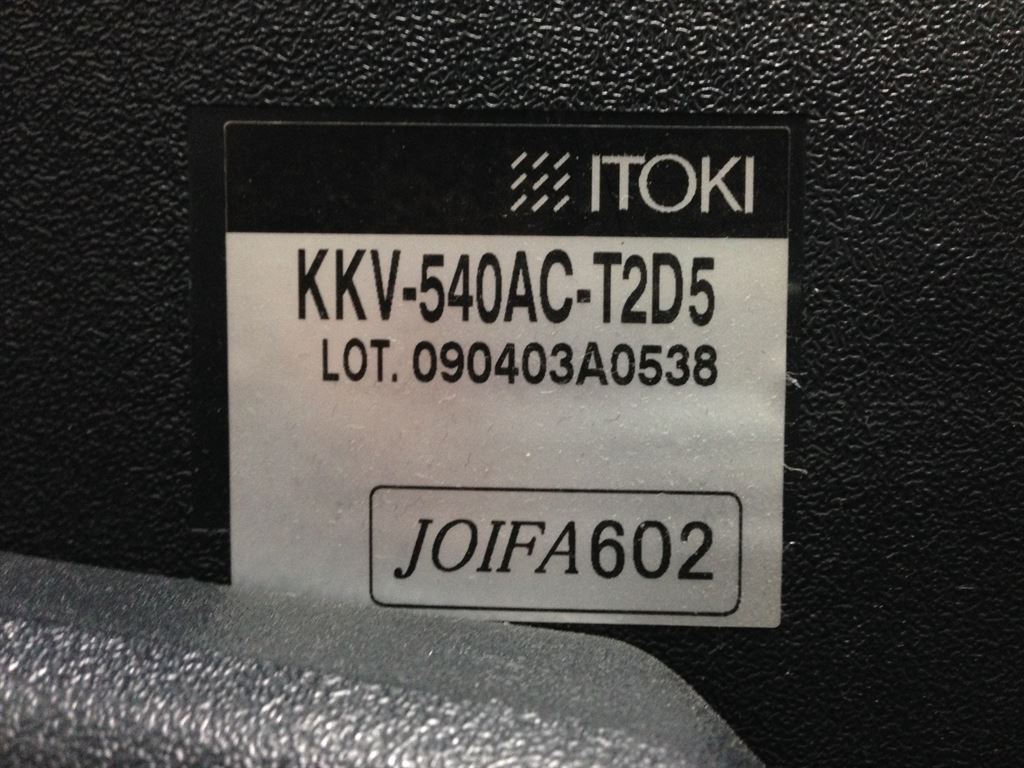 ITOKI
KKV-540AC-T2D5
LOT. 090403A0538
JOIFA602